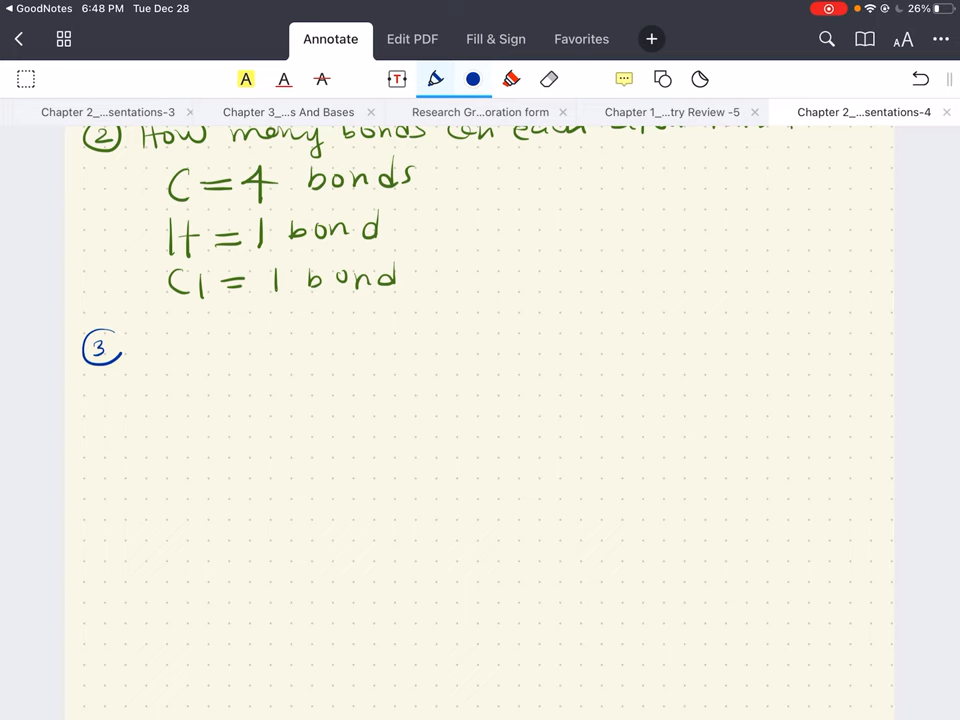 GoodNotes 6:48 PM Tue Dec 28 26%
Annotate Edit PDF Fill & Sign Favorites
AA
A A A T
Chapter 2_...sentations-3 Chapter 3_...s And Bases Research Gr...oration form Chapter 1_...try Review -5 Chapter 2_...sentations-4
2 How many bonds can each
C = 4 bonds
H = 1 bond
Cl = 1 bond
3